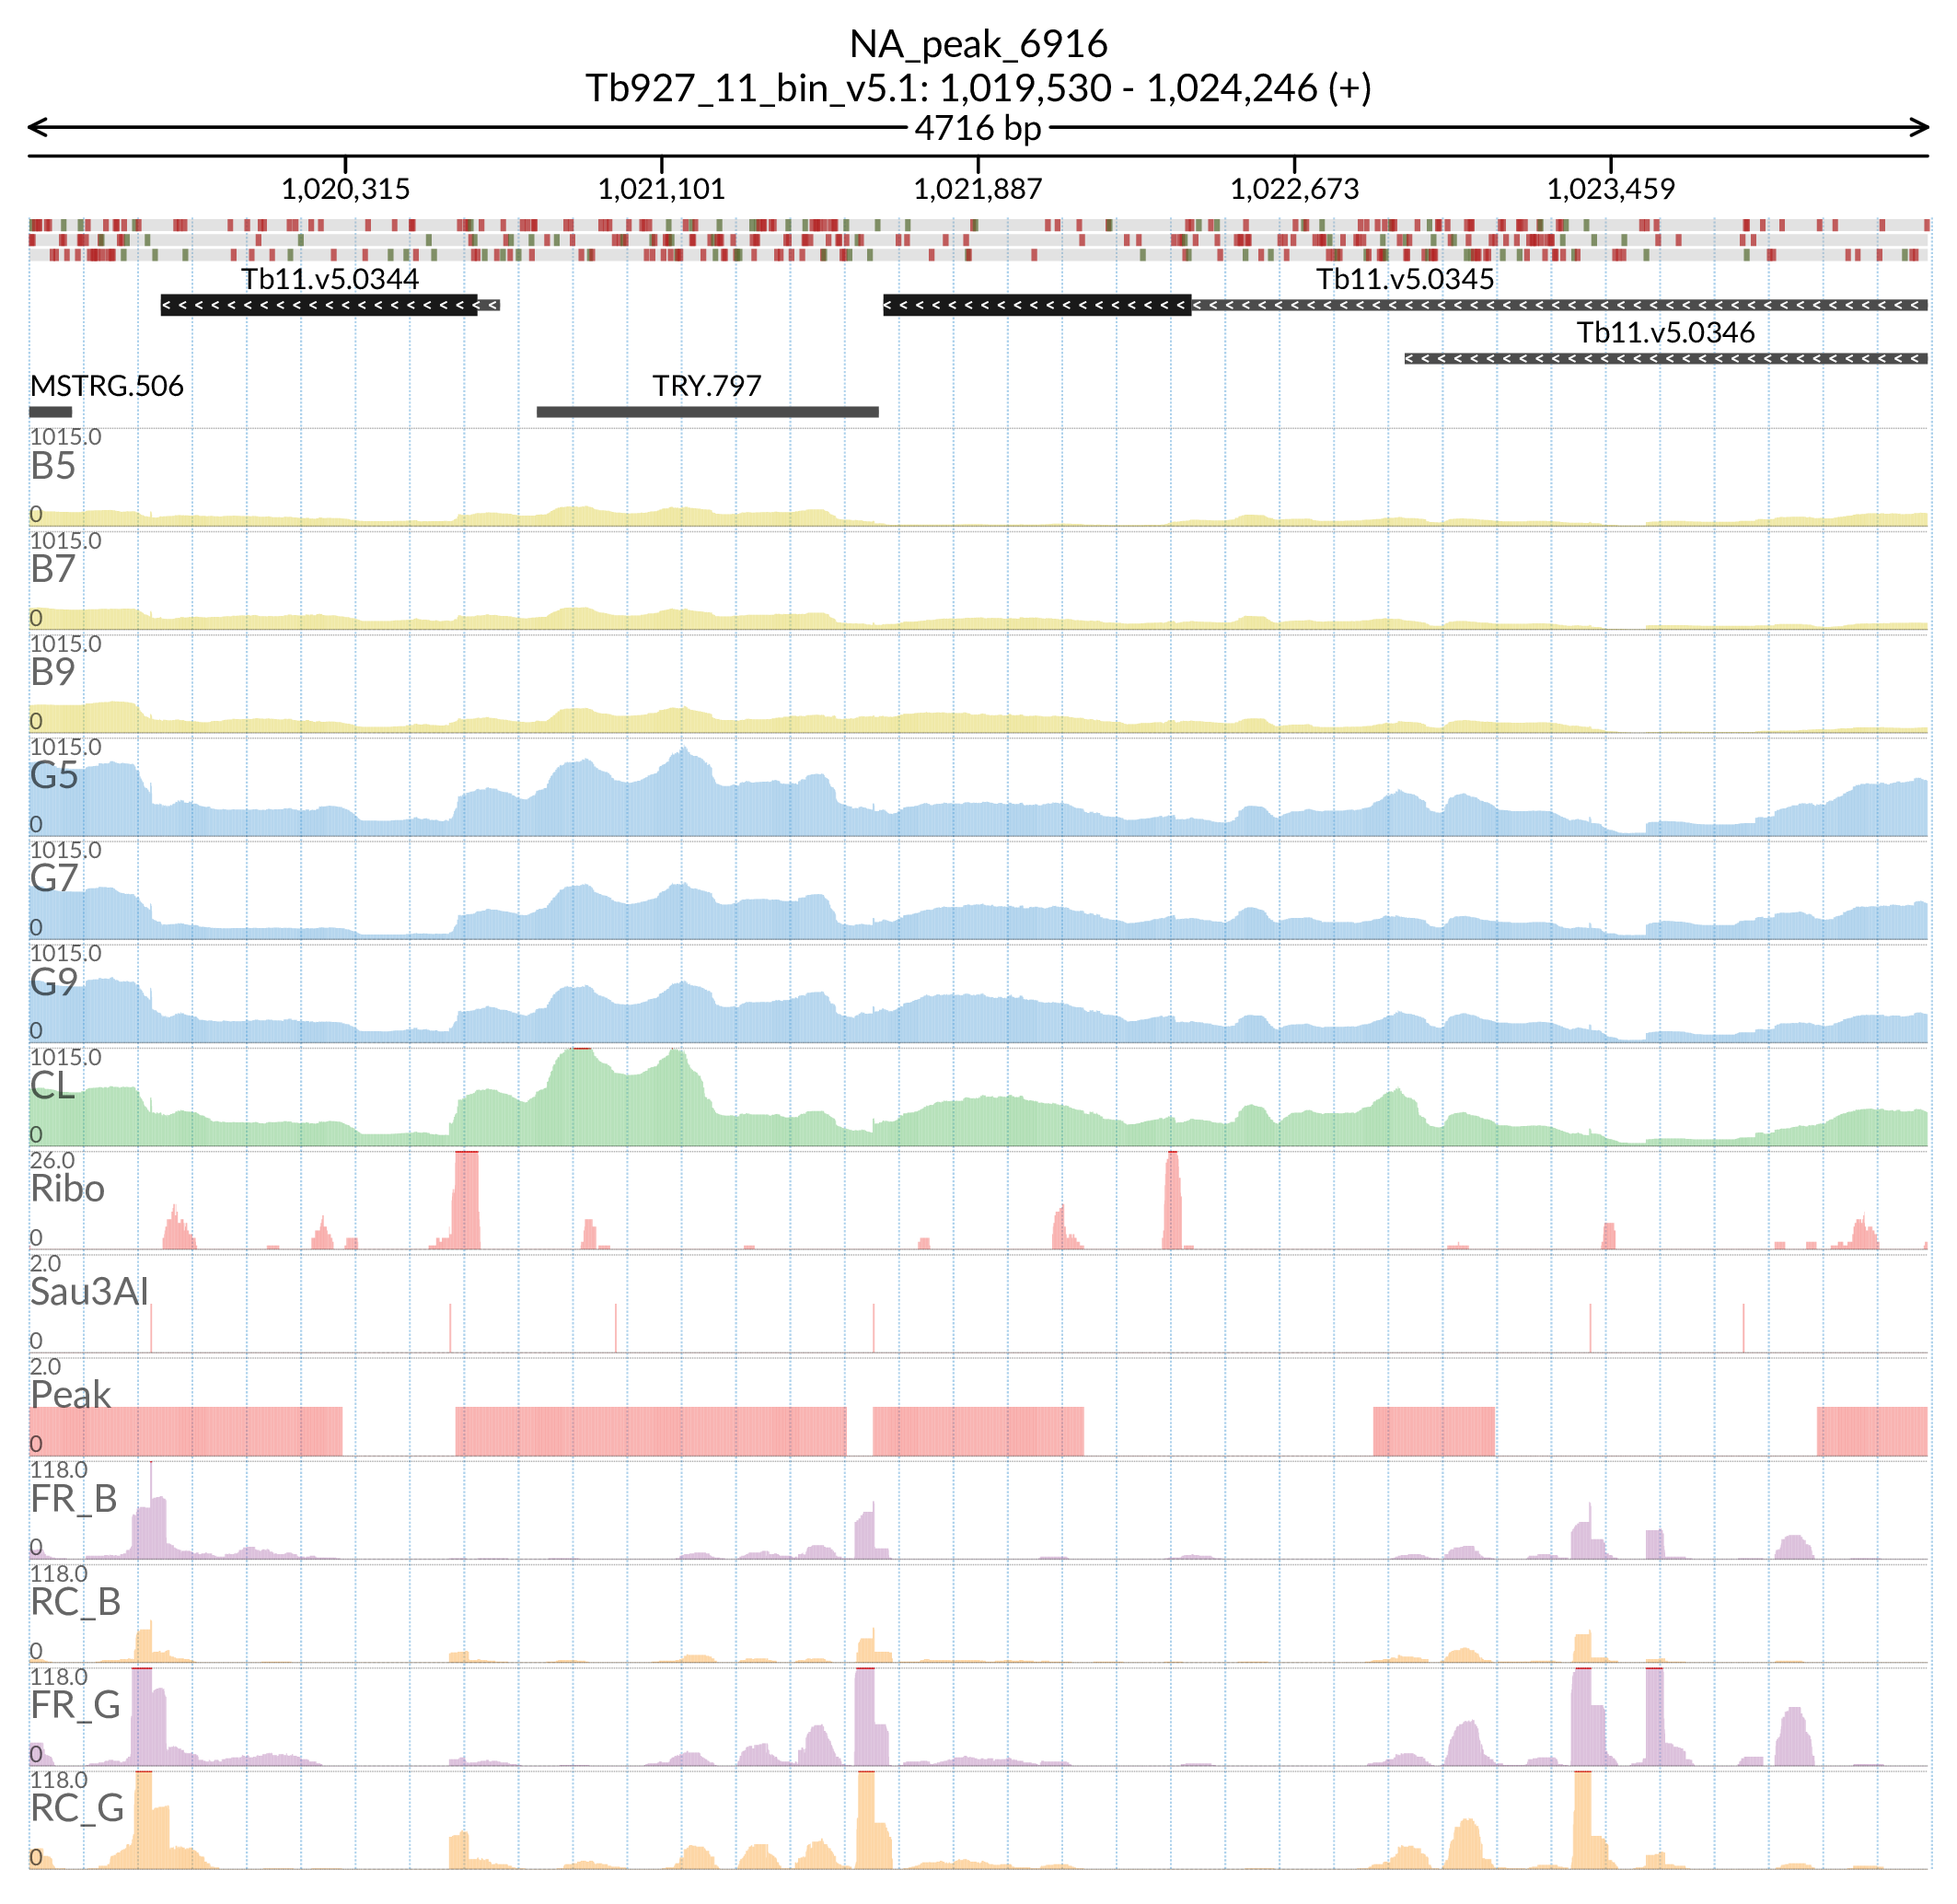 NA_peak_6916
Tb927_11_bin_v5.1: 1,019,530 - 1,024,246 (+)
4716 bp
1,020,315 1,021,101 1,021,887 1,022,673 1,023,459
Tb11.v5.0344 Tb11.v5.0345
Tb11.v5.0346
MSTRG.506 TRY.797
1015.0
B5
0
1015.0
B7
0
1015.0
B9
0
1015.0
G5
0
1015.0
G7
0
1015.0
G9
0
1015.0
CL
0
26.0
Ribo
0
2.0
Sau3AI
0
2.0
Peak
0
118.0
FR_B
0
118.0
RC_B
0
118.0
FR_G
0
118.0
RC_G
0